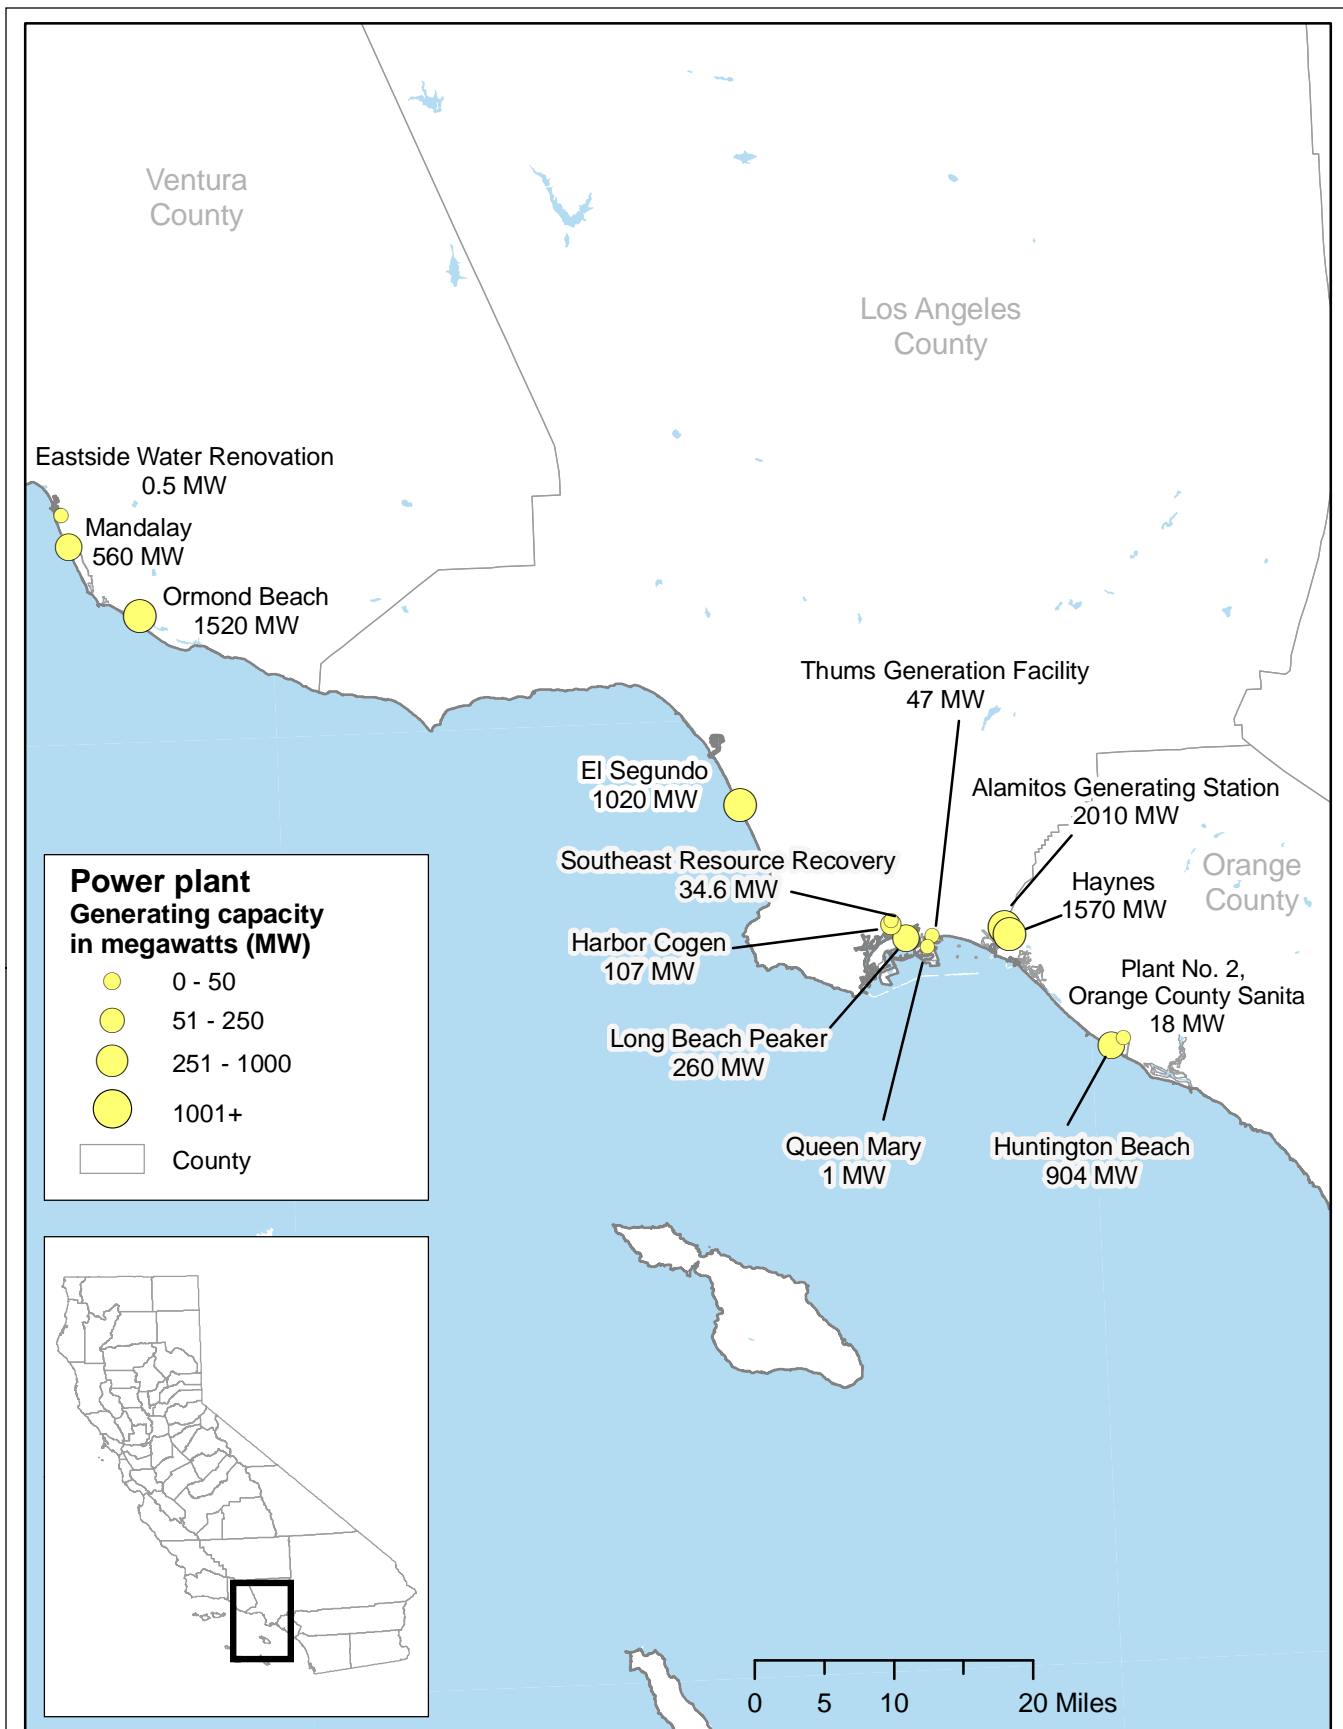 Ventura
County
Los Angeles
County
Eastside Water Renovation
0.5 MW
Mandalay
560 MW
Ormond Beach
1520 MW
Thums Generation Facility
47 MW
El Segundo
1020 MW
Alamitos Generating Station
2010 MW
Southeast Resource Recovery
34.6 MW
Orange
County
Haynes
1570 MW
Harbor Cogen
107 MW
Plant No. 2,
Orange County Sanita
18 MW
Long Beach Peaker
260 MW
Queen Mary
1 MW
Huntington Beach
904 MW
Power plant
Generating capacity
in megawatts (MW)
0 - 50
51 - 250
251 - 1000
1001+
County
0 5 10 20 Miles